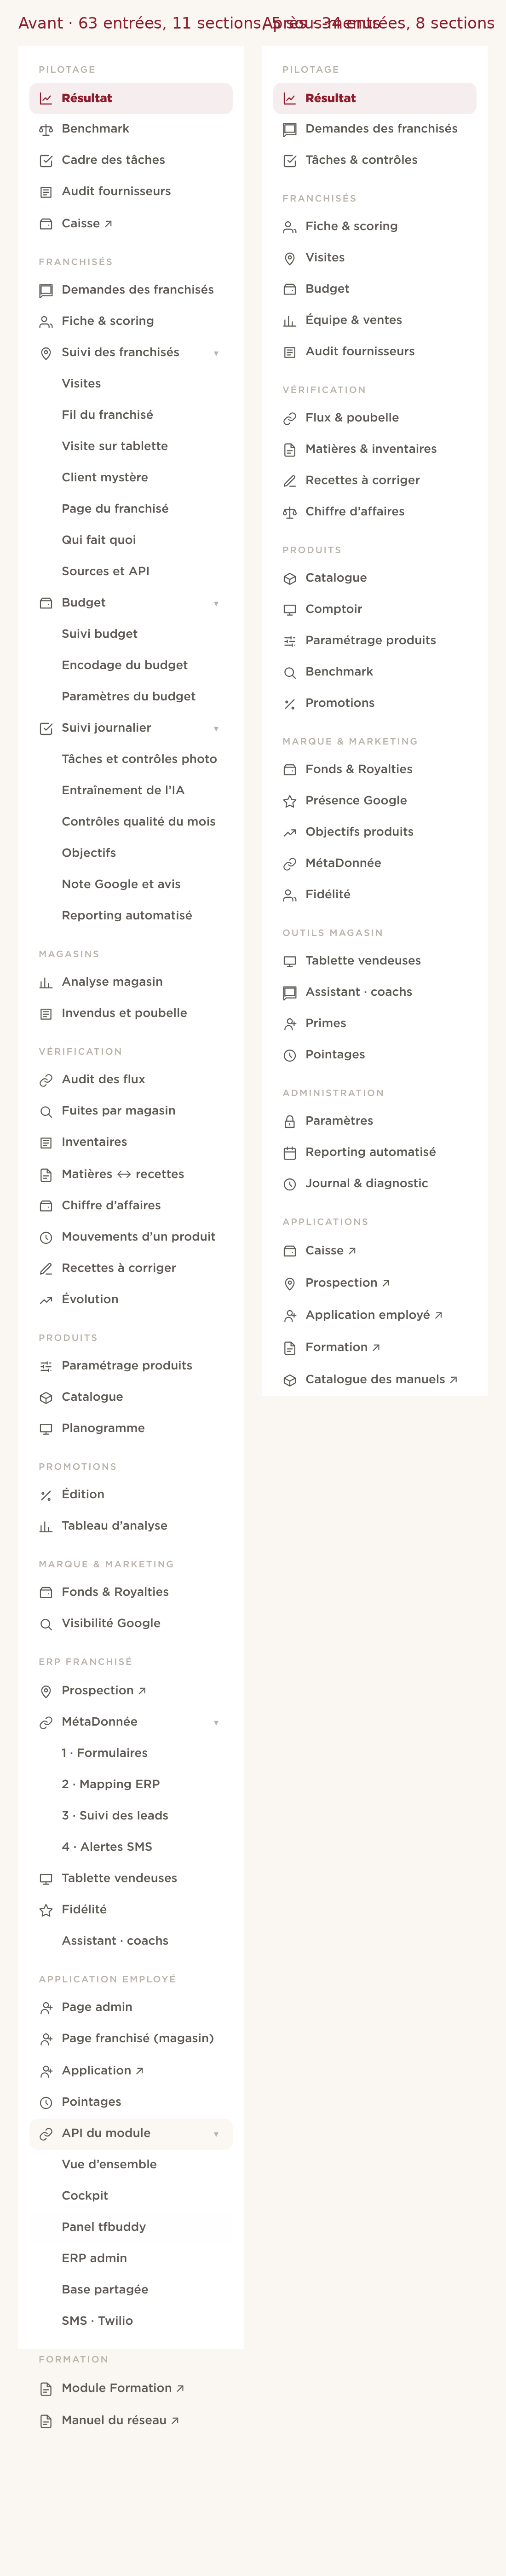 Avant · 63 entrées, 11 sections, 5 sous-menus
PILOTAGE
Résultat
Benchmark
Cadre des tâches
Audit fournisseurs
Caisse ↗
FRANCHISÉS
Demandes des franchisés
Fiche & scoring
Suivi des franchisés ▾
Visites
Fil du franchisé
Visite sur tablette
Client mystère
Page du franchisé
Qui fait quoi
Sources et API
Budget ▾
Suivi budget
Encodage du budget
Paramètres du budget
Suivi journalier ▾
Tâches et contrôles photo
Entraînement de l’IA
Contrôles qualité du mois
Objectifs
Note Google et avis
Reporting automatisé
MAGASINS
Analyse magasin
Invendus et poubelle
VÉRIFICATION
Audit des flux
Fuites par magasin
Inventaires
Matières ↔ recettes
Chiffre d’affaires
Mouvements d’un produit
Recettes à corriger
Évolution
PRODUITS
Paramétrage produits
Catalogue
Planogramme
PROMOTIONS
Édition
Tableau d’analyse
MARQUE & MARKETING
Fonds & Royalties
Visibilité Google
ERP FRANCHISÉ
Prospection ↗
MétaDonnée ▾
1 · Formulaires
2 · Mapping ERP
3 · Suivi des leads
4 · Alertes SMS
Tablette vendeuses
Fidélité
Assistant · coachs
APPLICATION EMPLOYÉ
Page admin
Page franchisé (magasin)
Application ↗
Pointages
API du module ▾
Vue d’ensemble
Cockpit
Panel tfbuddy
ERP admin
Base partagée
SMS · Twilio
FORMATION
Module Formation ↗
Manuel du réseau ↗
Après · 34 entrées, 8 sections
PILOTAGE
Résultat
Demandes des franchisés
Tâches & contrôles
FRANCHISÉS
Fiche & scoring
Visites
Budget
Équipe & ventes
Audit fournisseurs
VÉRIFICATION
Flux & poubelle
Matières & inventaires
Recettes à corriger
Chiffre d’affaires
PRODUITS
Catalogue
Comptoir
Paramétrage produits
Benchmark
Promotions
MARQUE & MARKETING
Fonds & Royalties
Présence Google
Objectifs produits
MétaDonnée
Fidélité
OUTILS MAGASIN
Tablette vendeuses
Assistant · coachs
Primes
Pointages
ADMINISTRATION
Paramètres
Reporting automatisé
Journal & diagnostic
APPLICATIONS
Caisse ↗
Prospection ↗
Application employé ↗
Formation ↗
Catalogue des manuels ↗